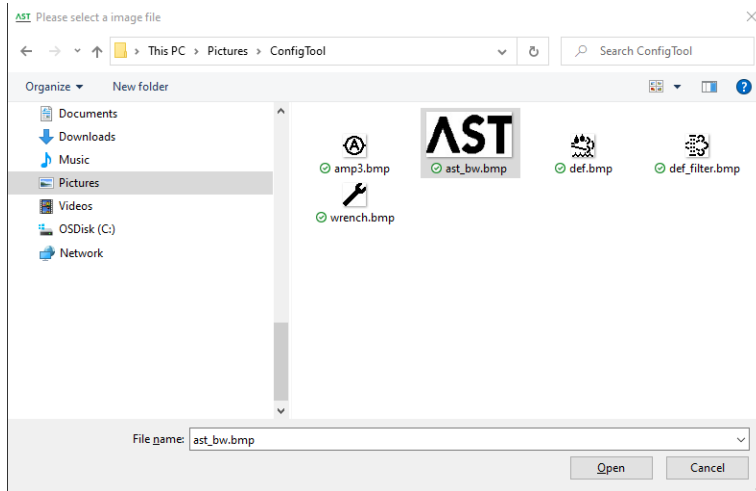 AST Please select a image file
This PC > Pictures > ConfigTool
Search ConfigTool
Organize
New folder
Documents
Downloads
Music
Pictures
Videos
OSDisk (C:)
Network
A
AST
amp3.bmp
ast_bw.bmp
def.bmp
def_filter.bmp
wrench.bmp
File name: ast_bw.bmp
Open
Cancel